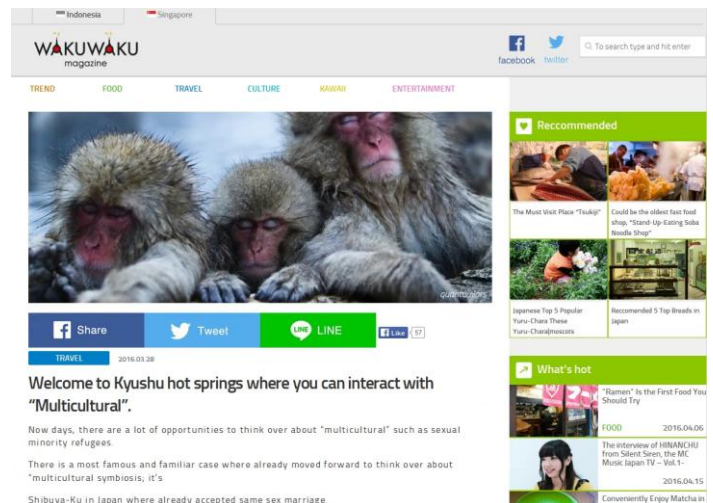 Indonesia
Singapore
WAKUWAKU
magazine
facebook
twitter
To search type and hit enter
TREND
FOOD
TRAVEL
CULTURE
KAWAII
ENTERTAINMENT
Share
Tweet
LINE
LINE
Like
57
TRAVEL
2016.03.28
Welcome to Kyushu hot springs where you can interact with
“Multicultural”.
Now days, there are a lot of opportunities to think over about “multicultural” such as sexual
minority refugees.
There is a most famous and familiar case where already moved forward to think over about
“multicultural symbiosis; it’s
Shibuya-Ku in Japan where already accepted same sex marriage.
Reccommended
The Must Visit Place “Tsukiji”
Could be the oldest fast food
shop, “Stand-Up-Eating Soba
Noodle Shop”
Japanese Top 5 Popular
Yuru-Chara These
Yuru-Chara(mascots
Reccomended 5 Top Breads in
Japan
What’s hot
“Ramen” Is the First Food You
Should Try
FOOD
2016.04.06
The interview of HINANCHU
from Silent Siren, the MC
Music Japan TV – Vol.1-
2016.04.15
Conveniently Enjoy Matcha in